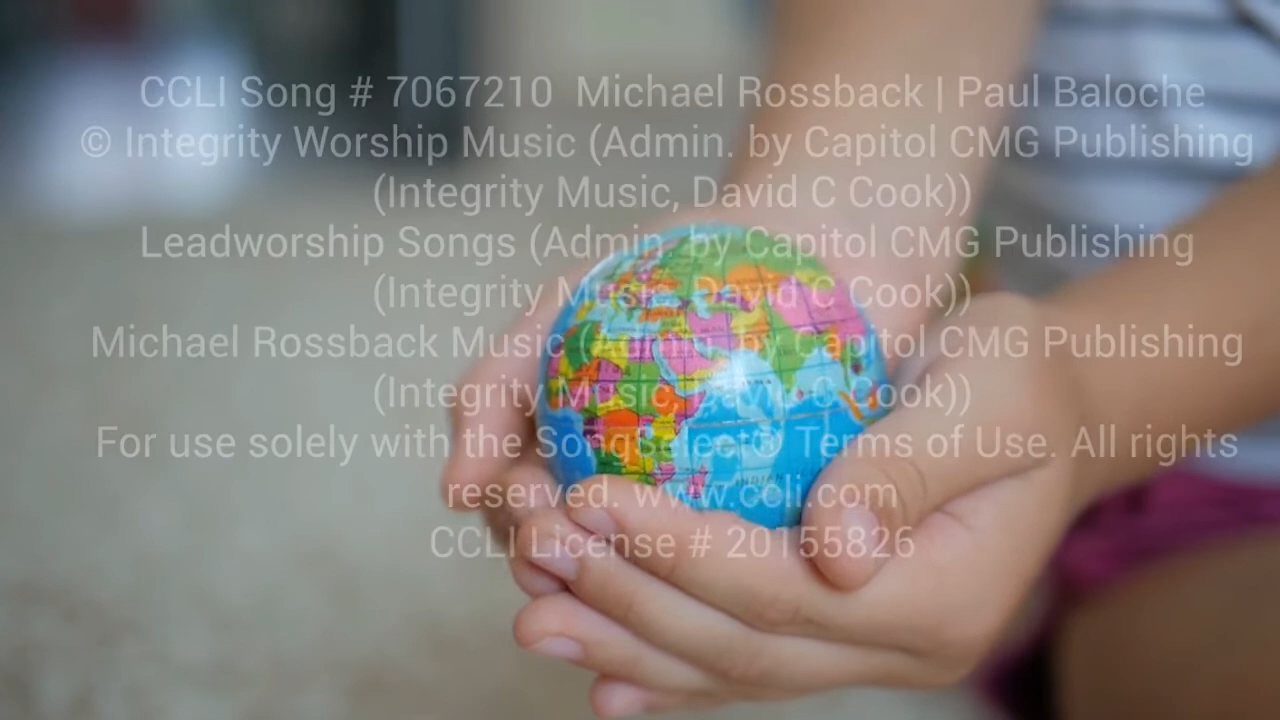 CCLI Song # 7067210 Michael Rossback | Paul Baloche
© Integrity Worship Music (Admin. by Capitol CMG Publishing
(Integrity Music, David C Cook))
Leadworship Songs (Admin. by Capitol CMG Publishing
(Integrity Music, David C Cook))
Michael Rossback Music (Admin. by Capitol CMG Publishing
(Integrity Music, David C Cook))
For use solely with the SongSelect® Terms of Use. All rights
reserved. www.ccli.com
CCLI License # 20155826
INDIAN